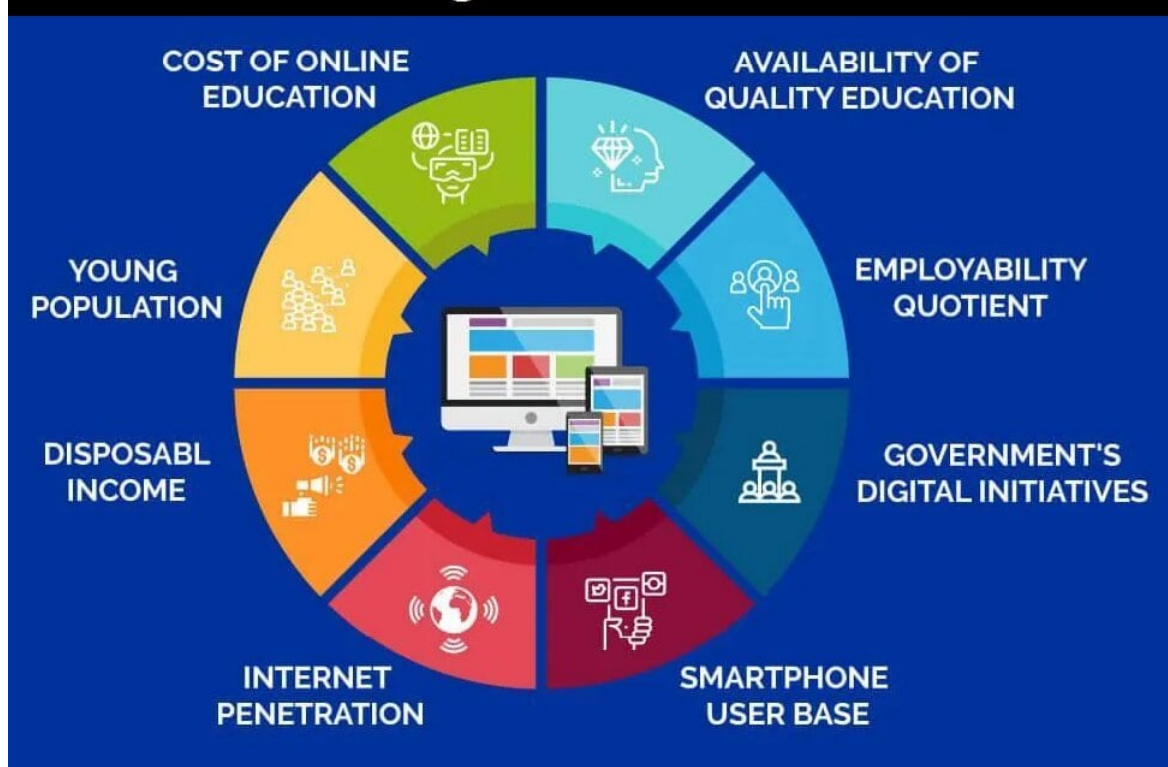 COST OF ONLINE
EDUCATION
AVAILABILITY OF
QUALITY EDUCATION
YOUNG
POPULATION
EMPLOYABILITY
QUOTIENT
DISPOSABL
INCOME
GOVERNMENT'S
DIGITAL INITIATIVES
INTERNET
PENETRATION
SMARTPHONE
USER BASE